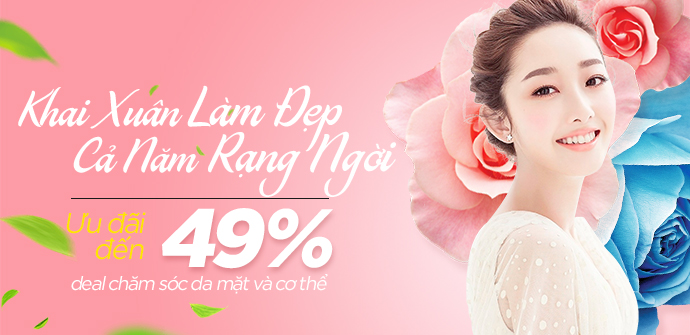 Khai Xuân Làm Đẹp
Cả Năm Rạng Ngời
Ưu đãi
đến
49%
deal chăm sóc da mặt và cơ thể